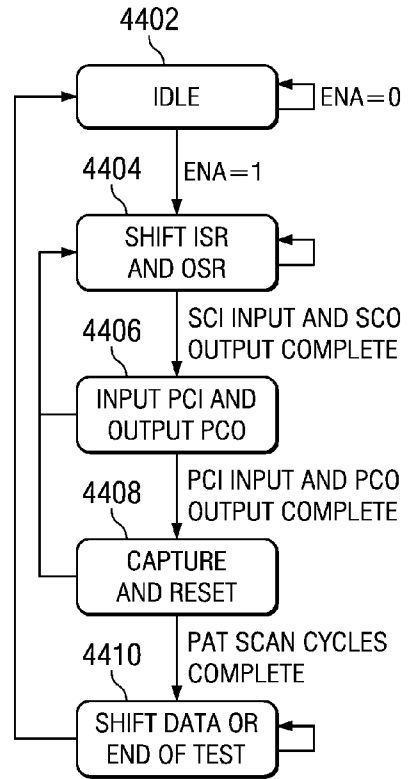 4402
IDLE
ENA=0
ENA=1
4404
SHIFT ISR
AND OSR
SCI INPUT AND SCO
OUTPUT COMPLETE
4406
INPUT PCI AND
OUTPUT PCO
PCI INPUT AND PCO
OUTPUT COMPLETE
4408
CAPTURE
AND RESET
PAT SCAN CYCLES
COMPLETE
4410
SHIFT DATA OR
END OF TEST